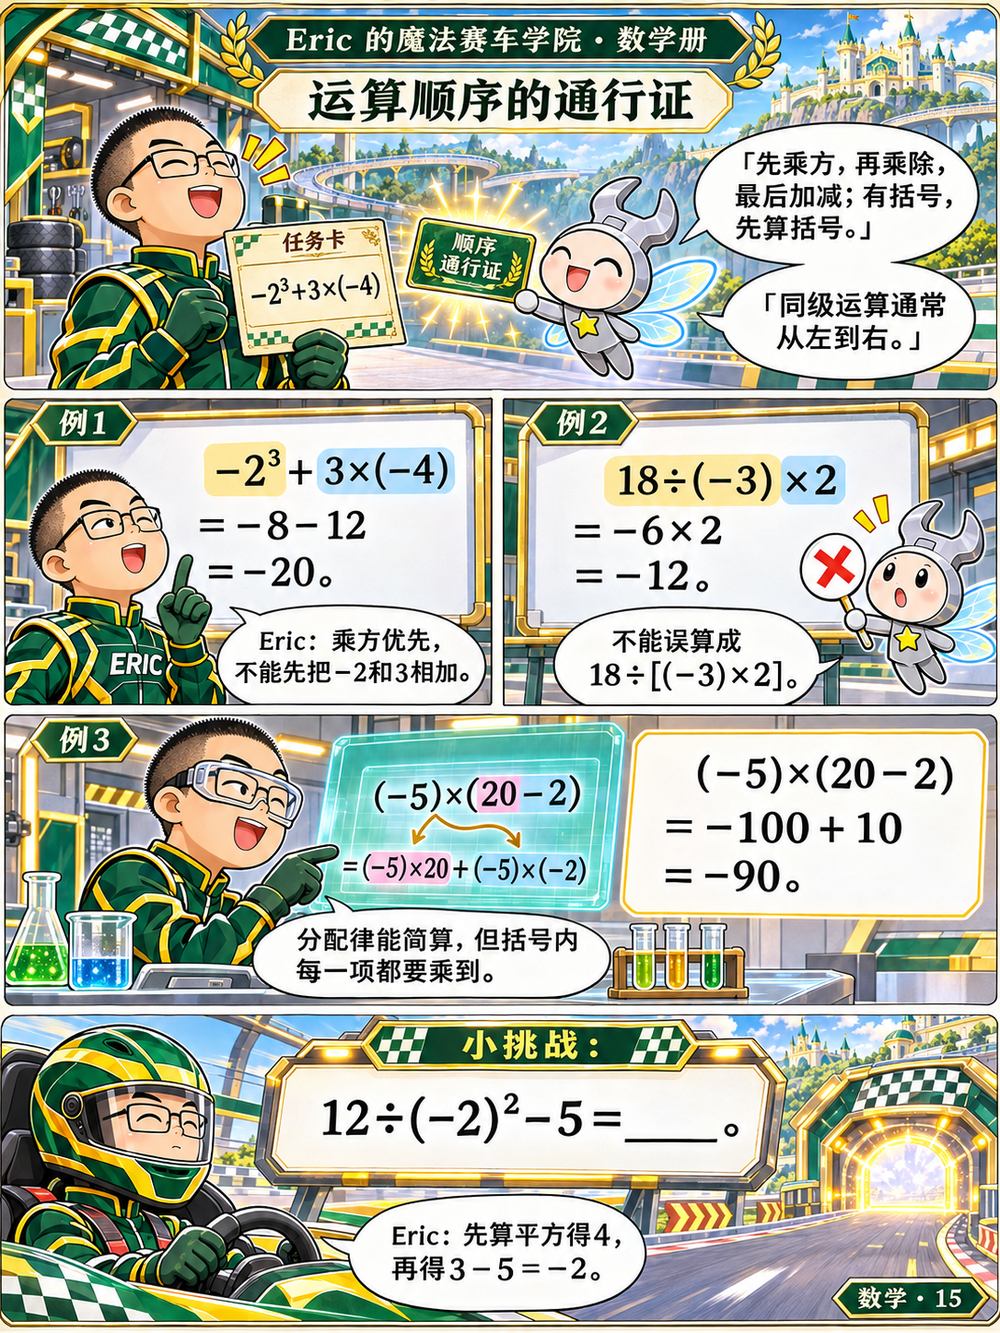 Eric 的魔法赛车学院·数学册
运算顺序的通行证
任务卡
-2³+3×(-4)
顺序
通行证
「先乘方，再乘除，
最后加减；有括号，
先算括号。」
「同级运算通常
从左到右。」
例1
-2³+3×(-4)
=-8-12
=-20。
ERIC
Eric：乘方优先，
不能先把-2和3相加。
例2
18÷(-3)×2
=-6×2
=-12。
不能误算成
18÷[(-3)×2]。
例3
(-5)×(20-2)
=(-5)×20+(-5)×(-2)
(-5)×(20-2)
=-100+10
=-90。
分配律能简算，但括号内
每一项都要乘到。
小挑战：
12÷(-2)²-5=____。
Eric：先算平方得4，
再得3-5=-2。
数学·15